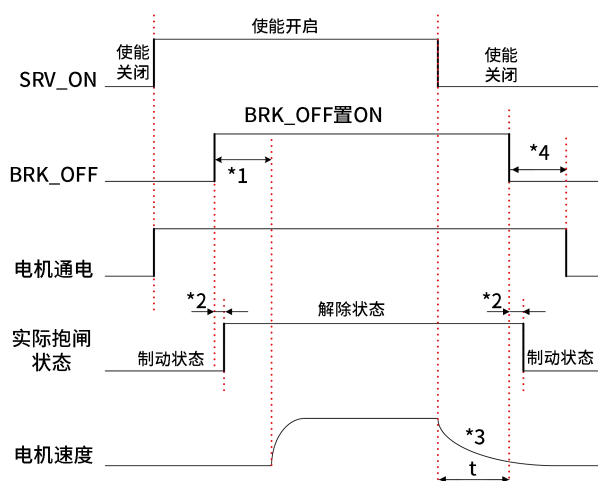 使能开启
使能
关闭
SRV_ON
使能
关闭
BRK_OFF置ON
BRK_OFF
*1
*4
电机通电
*2
解除状态
*2
实际抱闸
状态
制动状态
制动状态
电机速度
*3
t